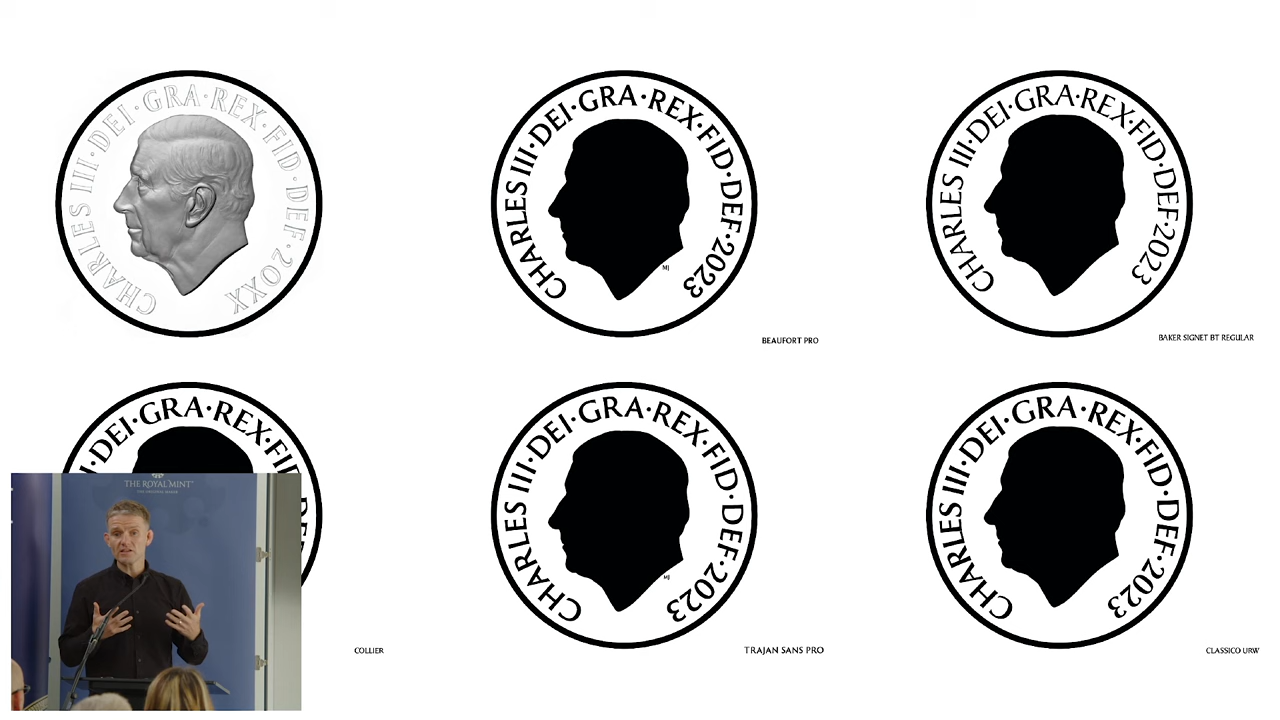 CHARLES III·DEI·GRA·REX·FID·DEF·20XX
CHARLES III·DEI·GRA·REX·FID·DEF·2023
MJ
BEAUFORT PRO
CHARLES III·DEI·GRA·REX·FID·DEF·2023
BAKER SIGNET BT REGULAR
I·DEI·GRA·REX·FI
COLLIER
CHARLES III·DEI·GRA·REX·FID·DEF·2023
MJ
TRAJAN SANS PRO
CHARLES III·DEI·GRA·REX·FID·DEF·2023
CLASSICO URW
THE ROYAL MINT